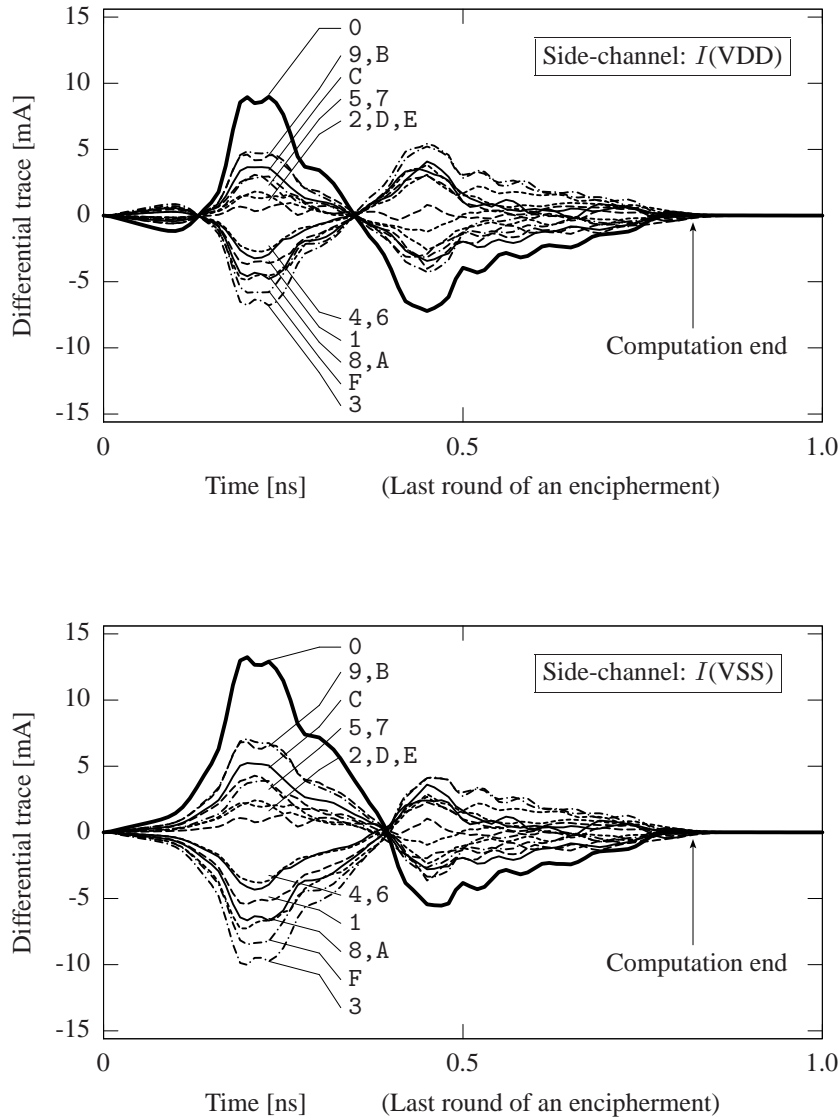 15
10
5
0
-5
-10
-15
Differential trace [mA]
0
9,B
C
5,7
2,D,E
4,6
1
8,A
F
3
Side-channel: I(VDD)
Computation end
0
0.5
1.0
Time [ns]
(Last round of an encipherment)
15
10
5
0
-5
-10
-15
Differential trace [mA]
0
9,B
C
5,7
2,D,E
4,6
1
8,A
F
3
Side-channel: I(VSS)
Computation end
0
0.5
1.0
Time [ns]
(Last round of an encipherment)